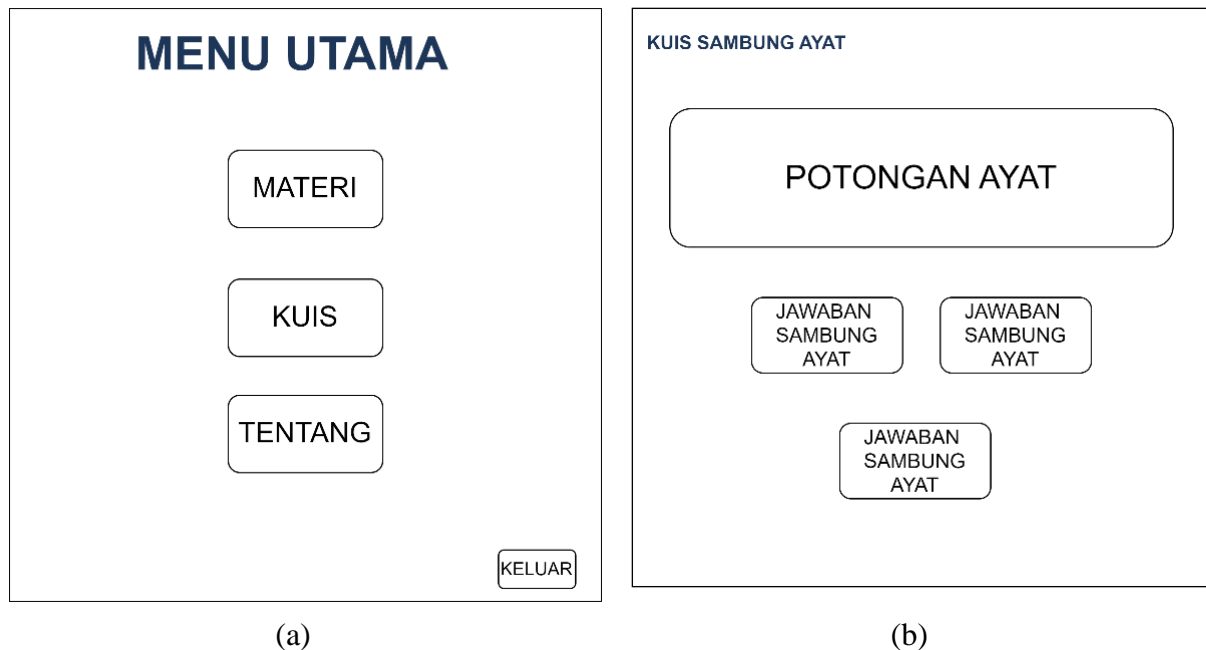 MENU UTAMA
MATERI
KUIS
TENTANG
KELUAR
(a)
KUIS SAMBUNG AYAT
POTONGAN AYAT
JAWABAN
SAMBUNG
AYAT
JAWABAN
SAMBUNG
AYAT
JAWABAN
SAMBUNG
AYAT
(b)